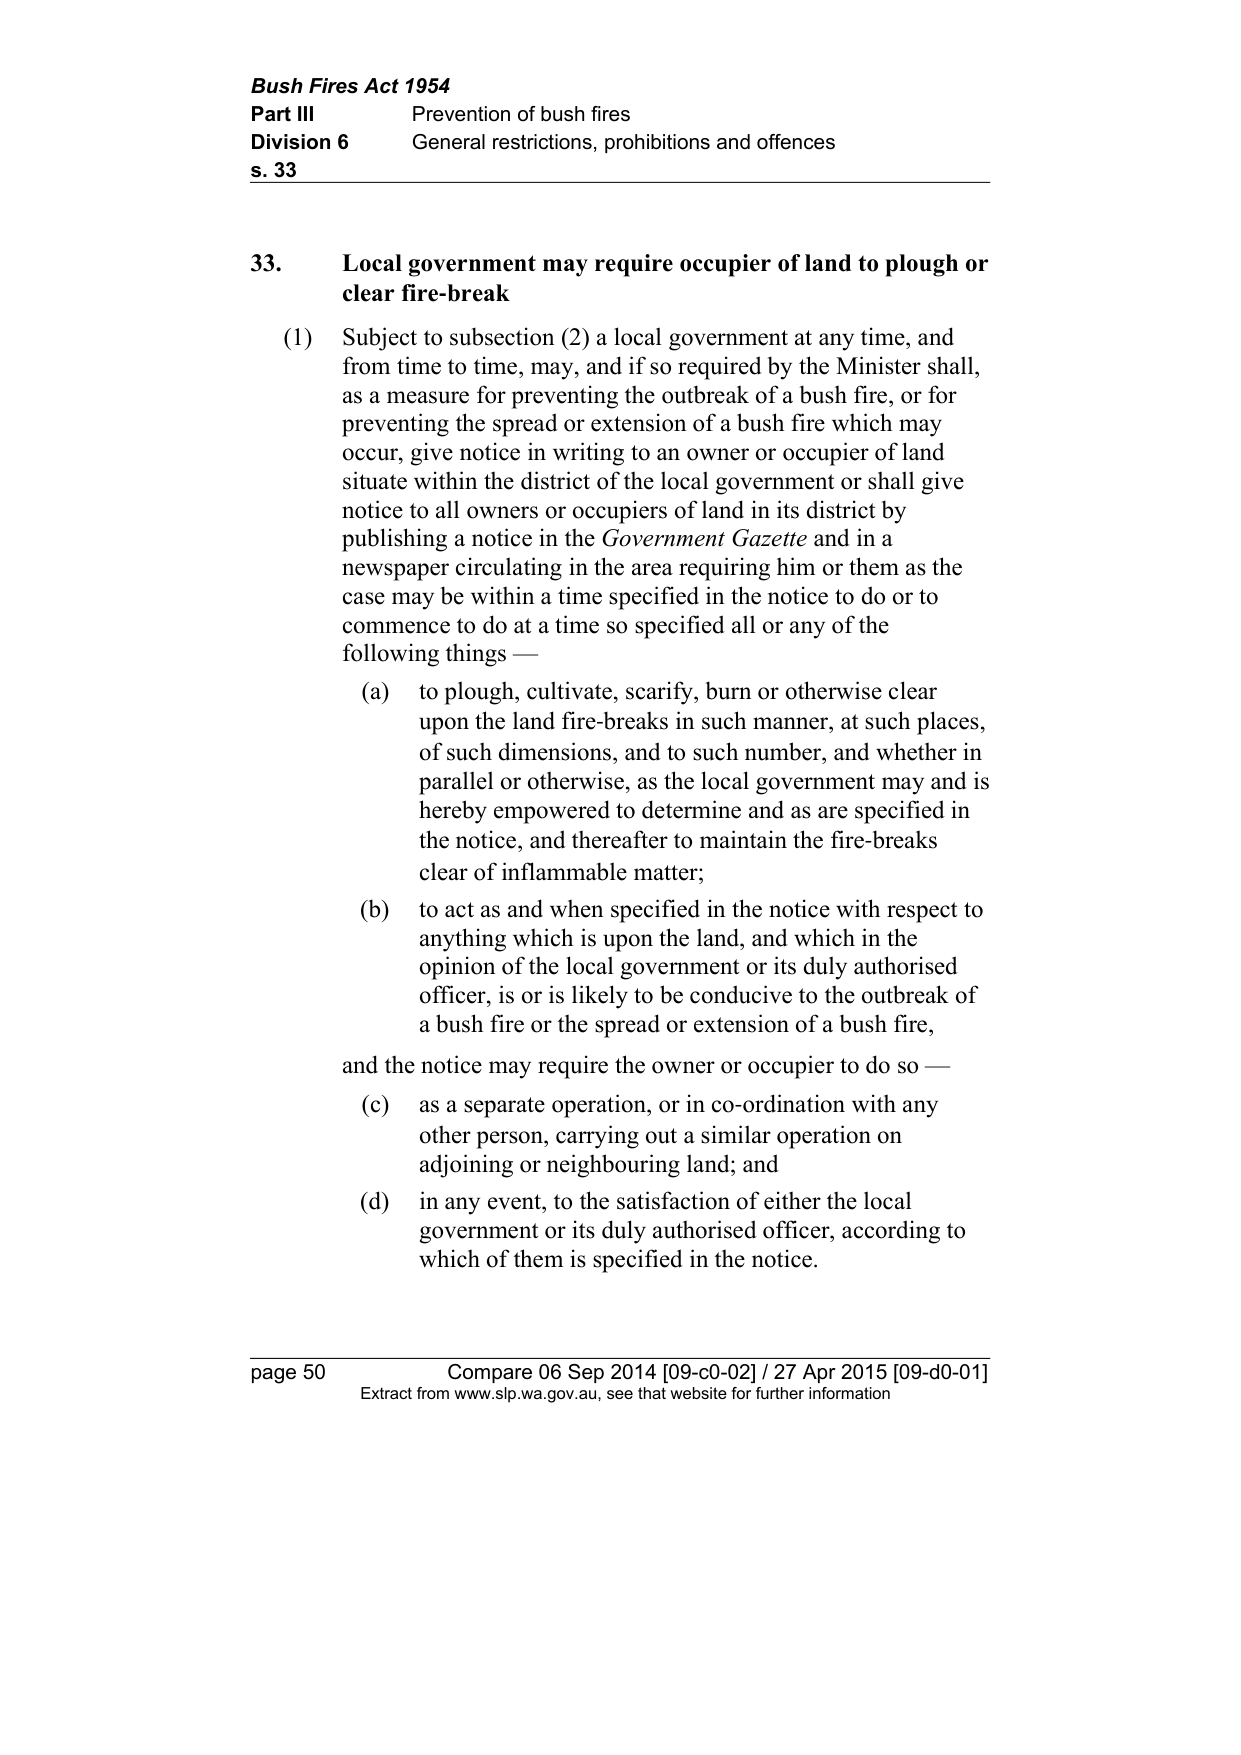 Bush Fires Act 1954
Part III Prevention of bush fires
Division 6 General restrictions, prohibitions and offences
s. 33
33. Local government may require occupier of land to plough or
clear fire-break
(1) Subject to subsection (2) a local government at any time, and
from time to time, may, and if so required by the Minister shall,
as a measure for preventing the outbreak of a bush fire, or for
preventing the spread or extension of a bush fire which may
occur, give notice in writing to an owner or occupier of land
situate within the district of the local government or shall give
notice to all owners or occupiers of land in its district by
publishing a notice in the Government Gazette and in a
newspaper circulating in the area requiring him or them as the
case may be within a time specified in the notice to do or to
commence to do at a time so specified all or any of the
following things —
(a) to plough, cultivate, scarify, burn or otherwise clear
upon the land fire-breaks in such manner, at such places,
of such dimensions, and to such number, and whether in
parallel or otherwise, as the local government may and is
hereby empowered to determine and as are specified in
the notice, and thereafter to maintain the fire-breaks
clear of inflammable matter;
(b) to act as and when specified in the notice with respect to
anything which is upon the land, and which in the
opinion of the local government or its duly authorised
officer, is or is likely to be conducive to the outbreak of
a bush fire or the spread or extension of a bush fire,
and the notice may require the owner or occupier to do so —
(c) as a separate operation, or in co-ordination with any
other person, carrying out a similar operation on
adjoining or neighbouring land; and
(d) in any event, to the satisfaction of either the local
government or its duly authorised officer, according to
which of them is specified in the notice.
page 50 Compare 06 Sep 2014 [09-c0-02] / 27 Apr 2015 [09-d0-01]
Extract from www.slp.wa.gov.au, see that website for further information